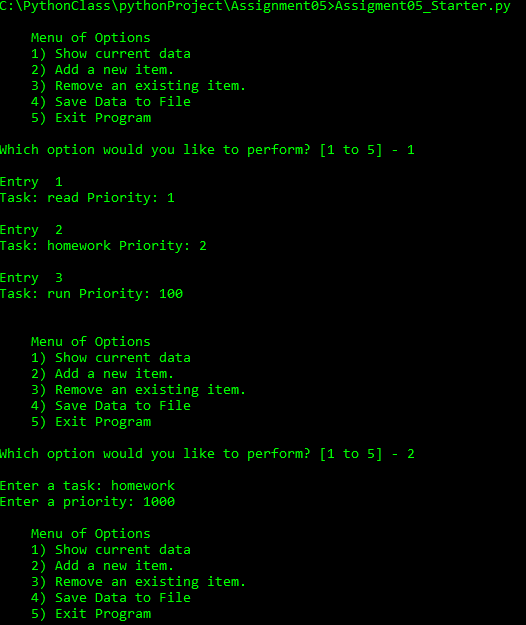 C:\PythonClass\pythonProject\Assignment05>Assigment05_Starter.py
Menu of Options
1) Show current data
2) Add a new item.
3) Remove an existing item.
4) Save Data to File
5) Exit Program
Which option would you like to perform? [1 to 5] - 1
Entry  1
Task: read Priority: 1
Entry  2
Task: homework Priority: 2
Entry  3
Task: run Priority: 100
Menu of Options
1) Show current data
2) Add a new item.
3) Remove an existing item.
4) Save Data to File
5) Exit Program
Which option would you like to perform? [1 to 5] - 2
Enter a task: homework
Enter a priority: 1000
Menu of Options
1) Show current data
2) Add a new item.
3) Remove an existing item.
4) Save Data to File
5) Exit Program